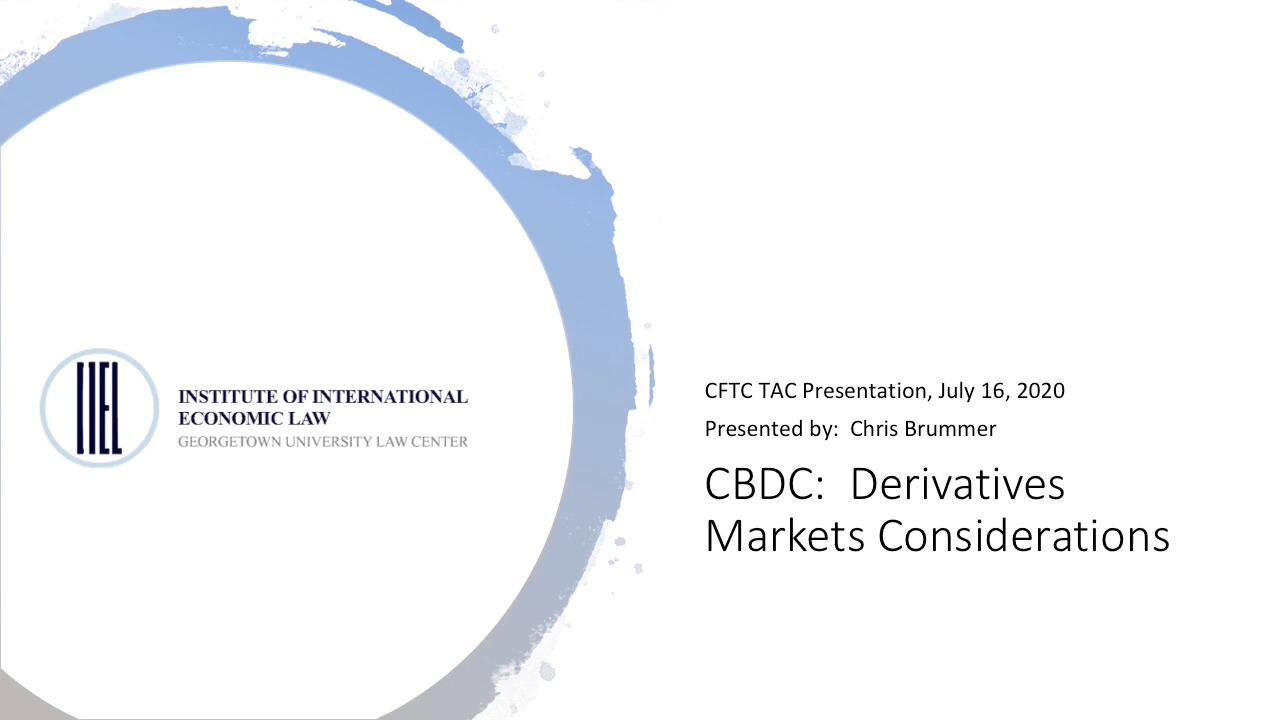 IIEL
INSTITUTE OF INTERNATIONAL
ECONOMIC LAW
GEORGETOWN UNIVERSITY LAW CENTER
CFTC TAC Presentation, July 16, 2020
Presented by:  Chris Brummer
CBDC:  Derivatives
Markets Considerations